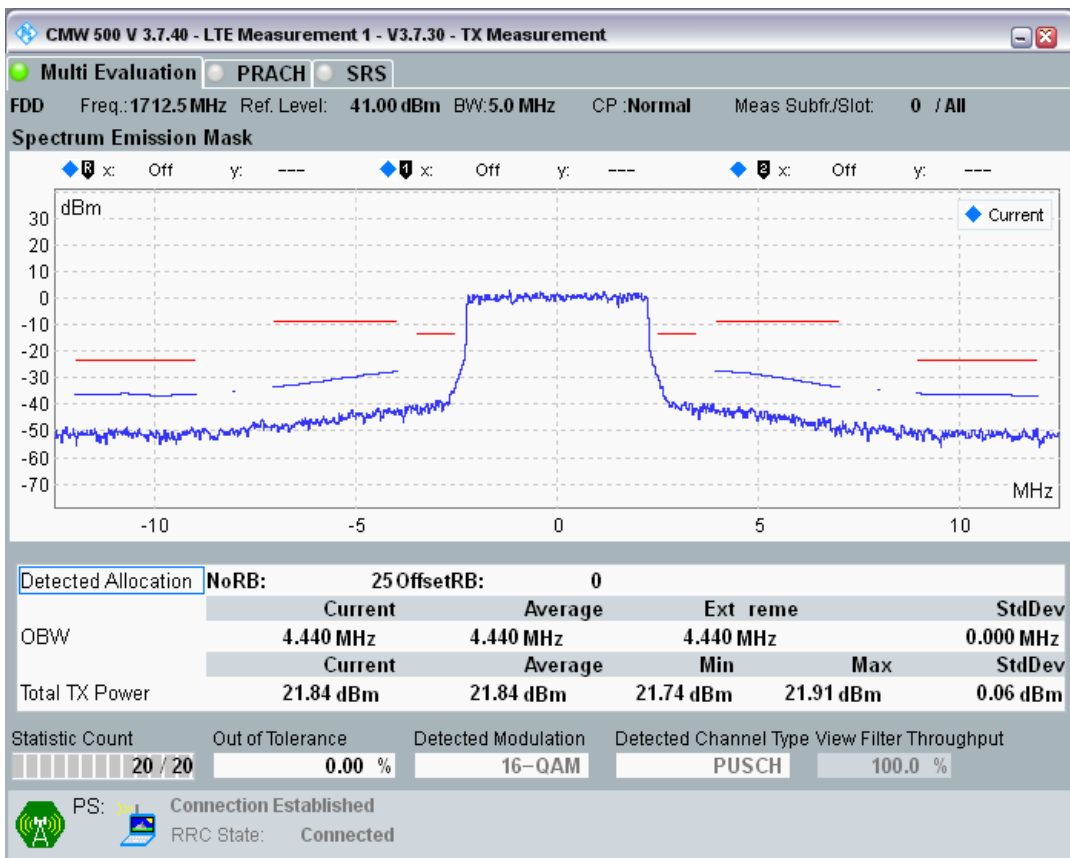 CMW 500 V 3.7.40 - LTE Measurement 1 - V3.7.30 - TX Measurement
Multi Evaluation PRACH SRS
FDD Freq.:1712.5 MHz Ref. Level: 41.00 dBm BW:5.0 MHz CP :Normal Meas Subfr./Slot: 0 / All
Spectrum Emission Mask
R x: Off y: --- 1 x: Off y: --- 2 x: Off y: ---
dBm
Current
30
20
10
0
-10
-20
-30
-40
-50
-60
-70
MHz
-10 -5 0 5 10
Detected Allocation NoRB: 25 OffsetRB: 0
Current Average Ext reme StdDev
OBW 4.440 MHz 4.440 MHz 4.440 MHz 0.000 MHz
Current Average Min Max StdDev
Total TX Power 21.84 dBm 21.84 dBm 21.74 dBm 21.91 dBm 0.06 dBm
Statistic Count Out of Tolerance Detected Modulation Detected Channel Type View Filter Throughput
20 / 20 0.00 % 16-QAM PUSCH 100.0 %
PS: Connection Established
RRC State: Connected